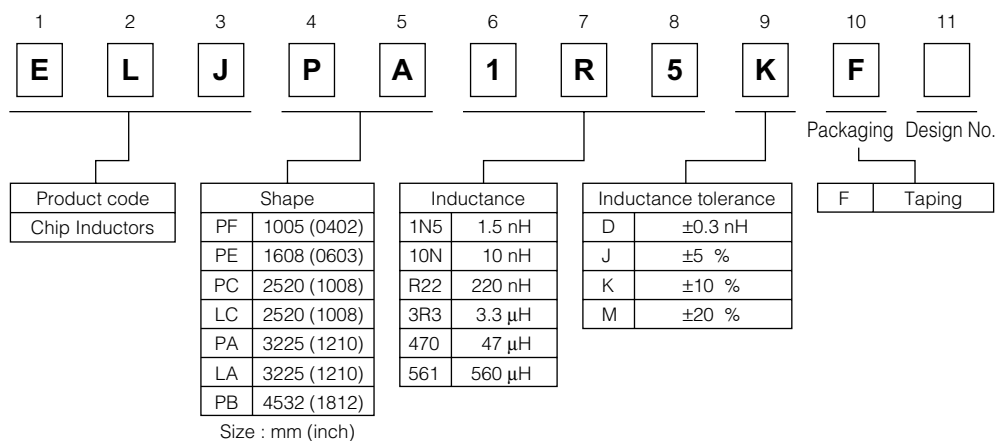 1 2 3 4 5 6 7 8 9 10 11
E L J P A 1 R 5 K F
Packaging Design No.
Product code
Chip Inductors
Shape
PF 1005 (0402)
PE 1608 (0603)
PC 2520 (1008)
LC 2520 (1008)
PA 3225 (1210)
LA 3225 (1210)
PB 4532 (1812)
Size : mm (inch)
Inductance
1N5 1.5 nH
10N 10 nH
R22 220 nH
3R3 3.3 μH
470 47 μH
561 560 μH
Inductance tolerance
D ±0.3 nH
J ±5 %
K ±10 %
M ±20 %
F Taping